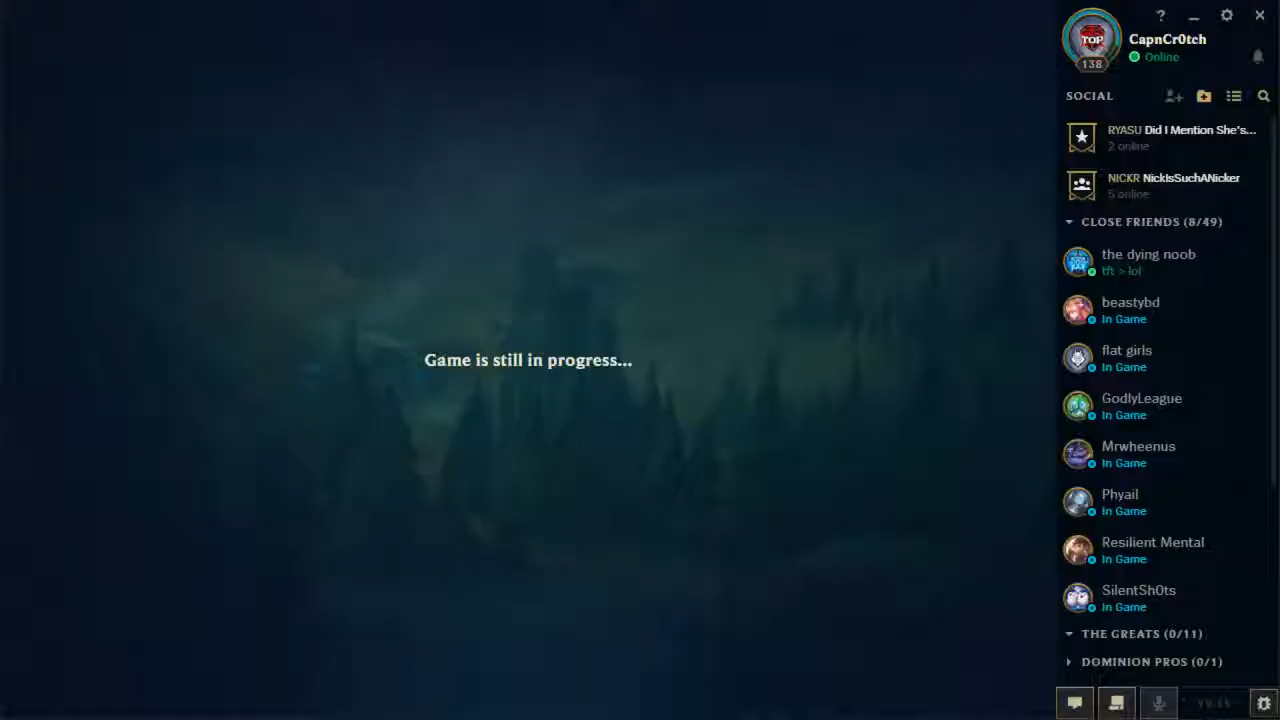 ?
CapnCr0tch
Online
TOP
138
SOCIAL
RYASU Did I Mention She's...
2 online
NICKR NickIsSuchANicker
5 online
CLOSE FRIENDS (8/49)
the dying noob
tft > lol
beastybd
In Game
flat girls
In Game
GodlyLeague
In Game
Mrwheenus
In Game
Phyail
In Game
Resilient Mental
In Game
SilentSh0ts
In Game
THE GREATS (0/11)
DOMINION PROS (0/1)
Game is still in progress...